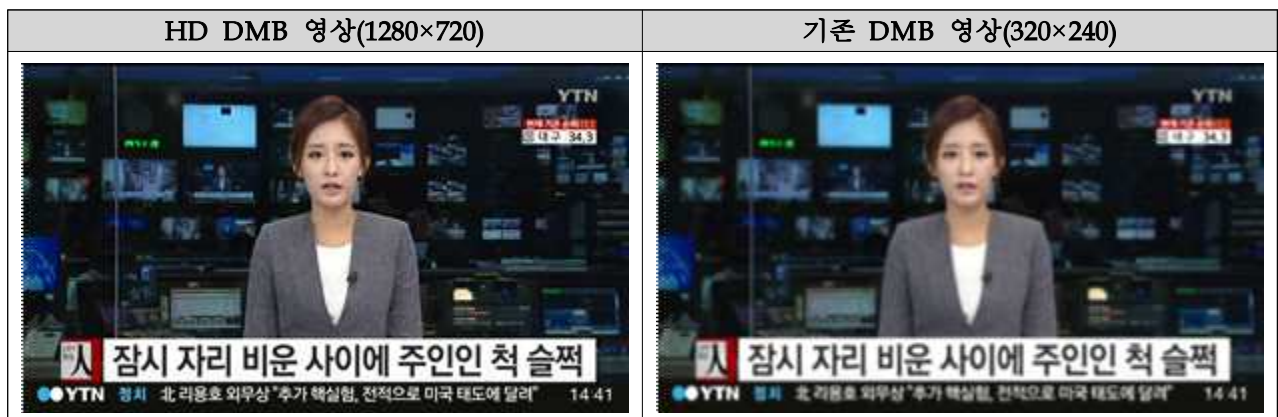 HD DMB 영상(1280×720)
기존 DMB 영상(320×240)
YTN
대구 34.3
잠시 자리 비운 사이에 주인인 척 슬쩍
YTN 정치 北 리용호 외무상 "추가 핵실험, 전적으로 미국 태도에 달려" 14:41
YTN
대구 34.3
잠시 자리 비운 사이에 주인인 척 슬쩍
YTN 정치 北 리용호 외무상 "추가 핵실험, 전적으로 미국 태도에 달려" 14:41